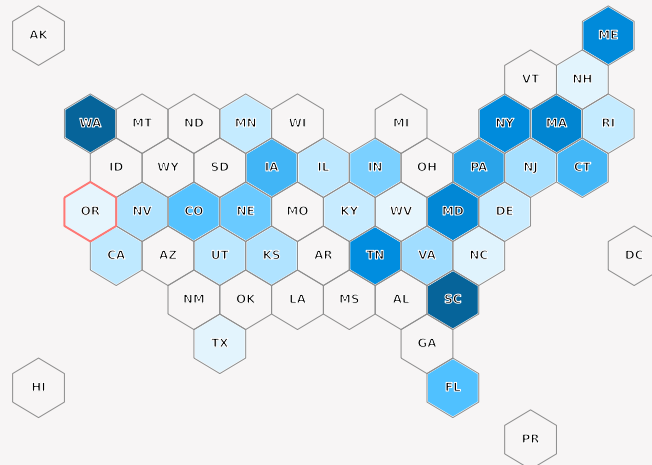 AK ME
VT NH
WA MT ND MN WI MI NY MA RI
ID WY SD IA IL IN OH PA NJ CT
OR NV CO NE MO KY WV MD DE
CA AZ UT KS AR TN VA NC DC
NM OK LA MS AL SC
TX GA
HI FL
PR